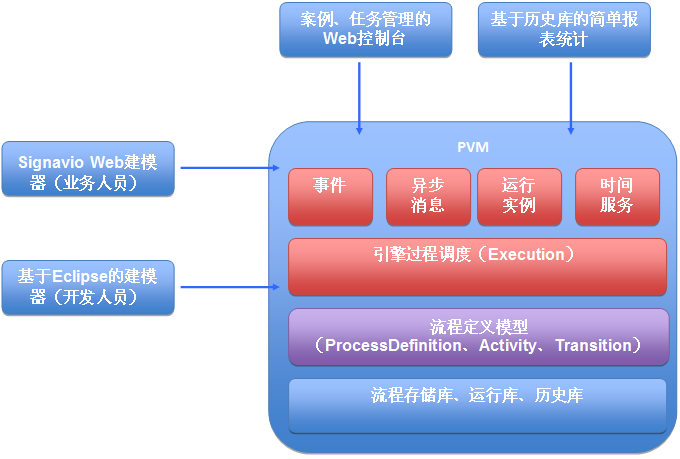 案例、任务管理的
Web控制台
基于历史库的简单报
表统计
PVM
Signavio Web建模
器（业务人员）
事件
异步
消息
运行
实例
时间
服务
引擎过程调度（Execution）
基于Eclipse的建模
器（开发人员）
流程定义模型
（ProcessDefinition、Activity、Transition）
流程存储库、运行库、历史库